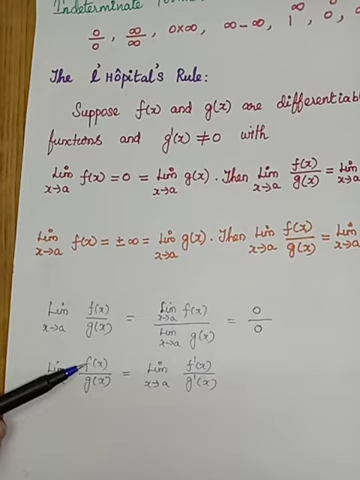 Indeterminate
0/0 , ∞/∞ , 0×∞ , ∞-∞ , 1^∞ , 0 ,
The l'Hôpital's Rule:
Suppose f(x) and g(x) are differentiab
functions and g'(x) ≠ 0 with
Lim x→a f(x) = 0 = Lim x→a g(x). Then Lim x→a f(x)/g(x) = Lim x→a
Lim x→a f(x) = ±∞ = Lim x→a g(x). Then Lim x→a f(x)/g(x) = Lim x→a
Lim x→a f(x)/g(x) = Lim x→a f(x) / Lim x→a g(x) = 0/0
f(x)/g(x) = Lim x→a f'(x)/g'(x)